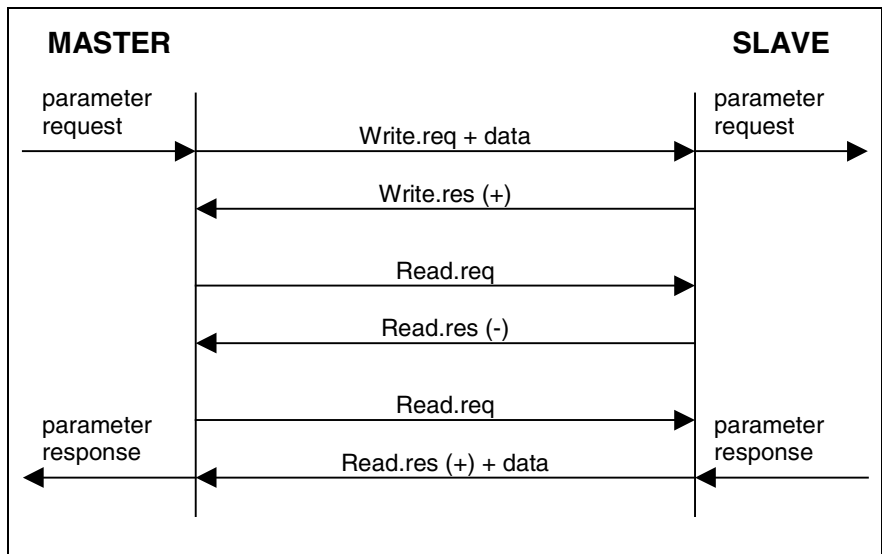 MASTER
SLAVE
parameter
request
parameter
request
Write.req + data
Write.res (+)
Read.req
Read.res (-)
Read.req
parameter
response
parameter
response
Read.res (+) + data